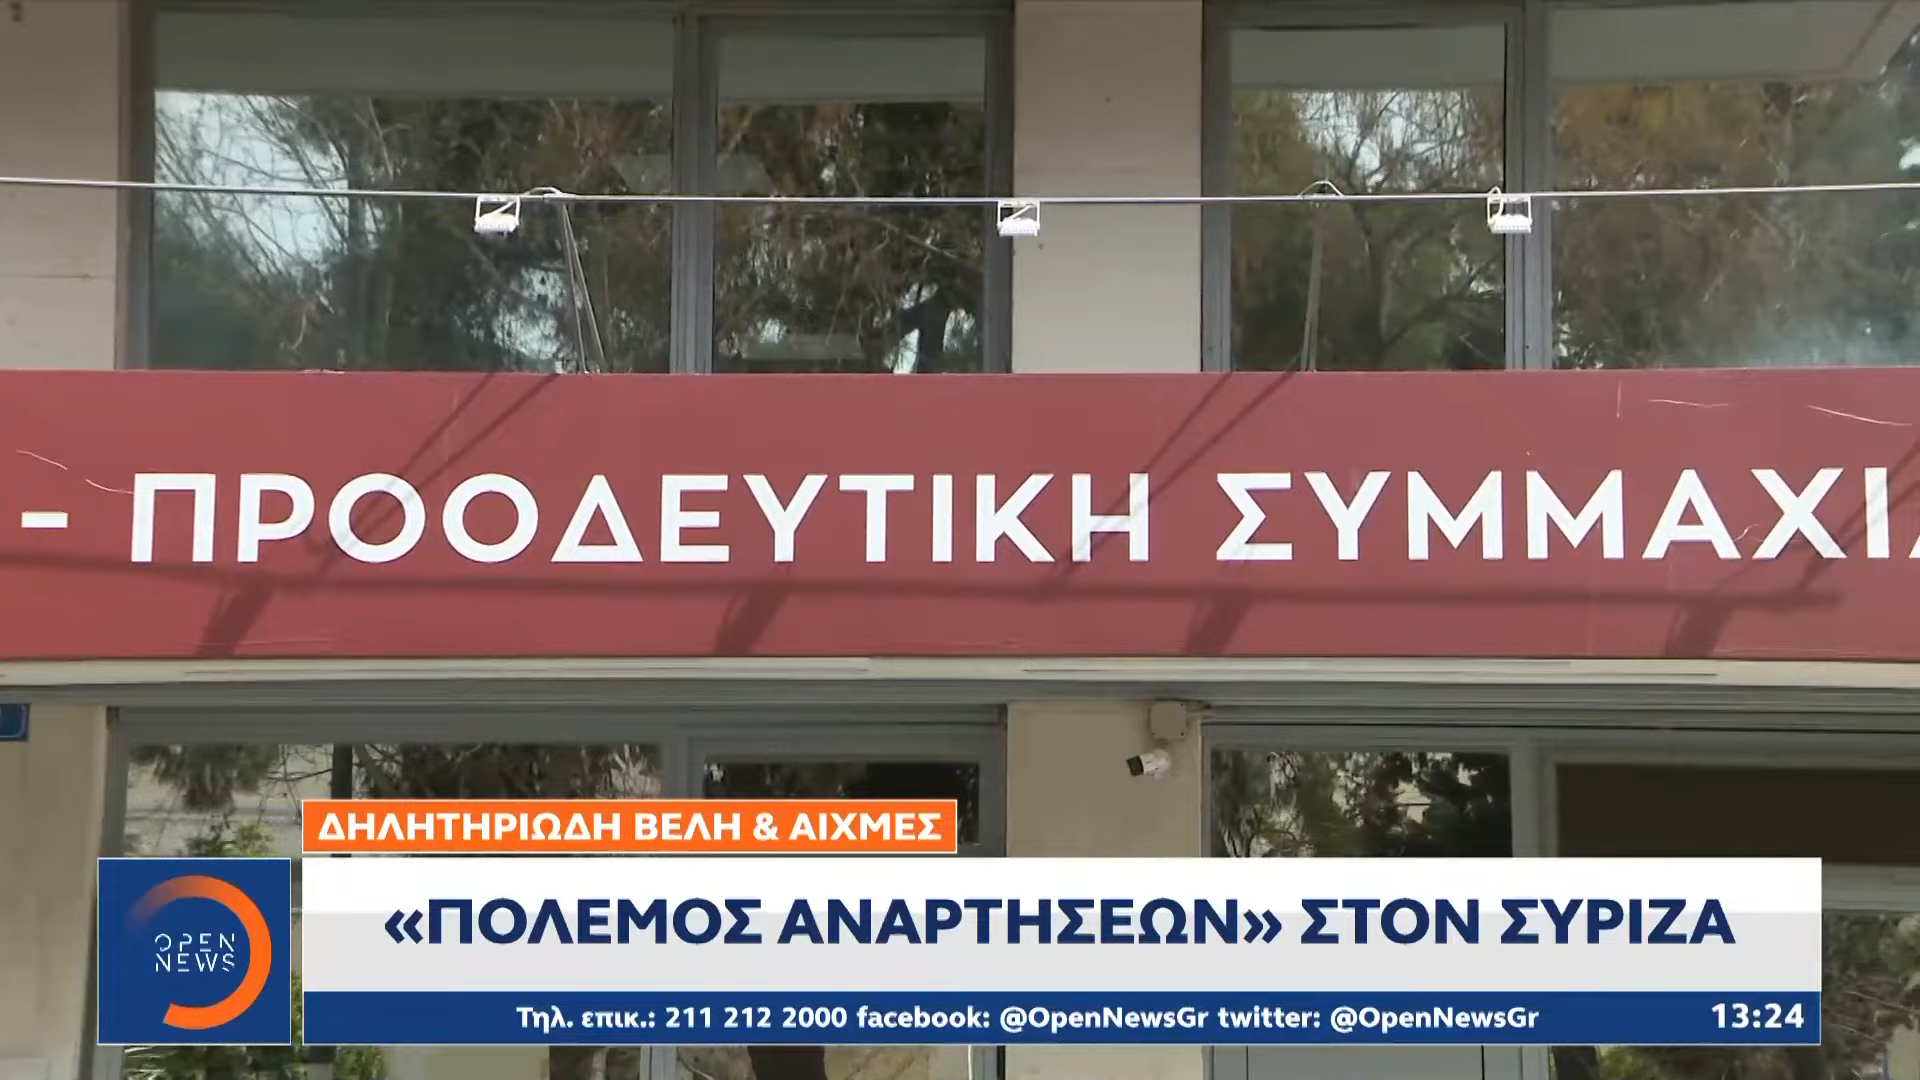 - ΠΡΟΟΔΕΥΤΙΚΗ ΣΥΜΜΑΧΙΑ
ΔΗΛΗΤΗΡΙΩΔΗ ΒΕΛΗ & ΑΙΧΜΕΣ
«ΠΟΛΕΜΟΣ ΑΝΑΡΤΗΣΕΩΝ» ΣΤΟΝ ΣΥΡΙΖΑ
OPEN
NEWS
Τηλ. επικ.: 211 212 2000 facebook: @OpenNewsGr twitter: @OpenNewsGr
13:24